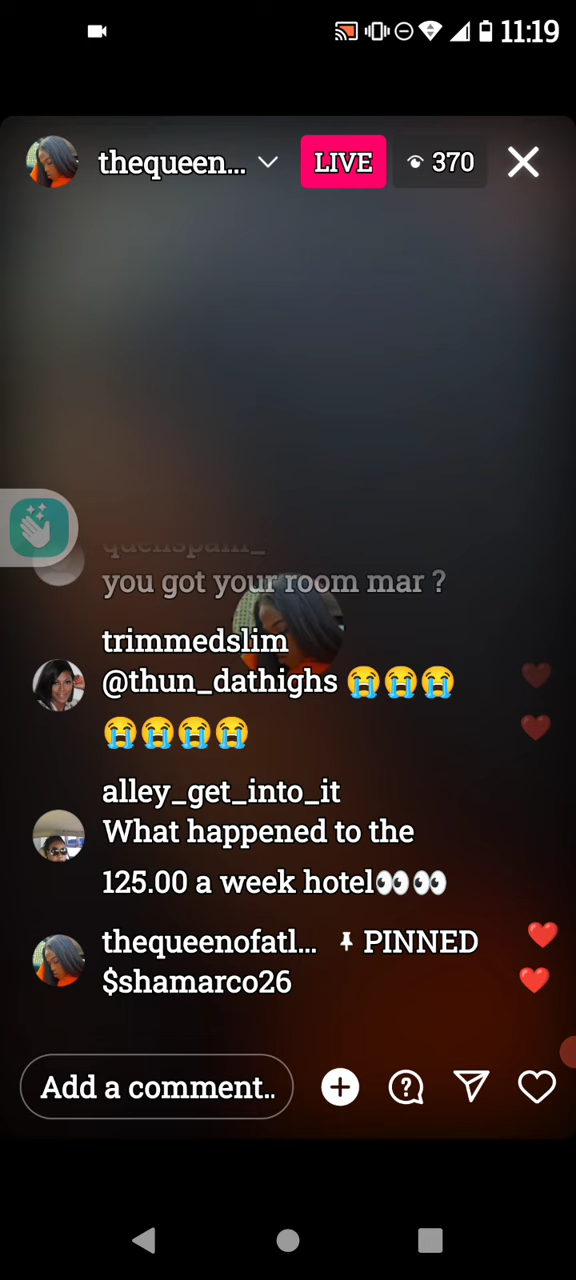 11:19
thequeen...
LIVE
370
quenspain_
you got your room mar ?
trimmedslim
@thun_dathighs 😭😭😭
😭😭😭😭
alley_get_into_it
What happened to the
125.00 a week hotel👀👀
thequeenofatl... PINNED
$shamarco26
Add a comment..